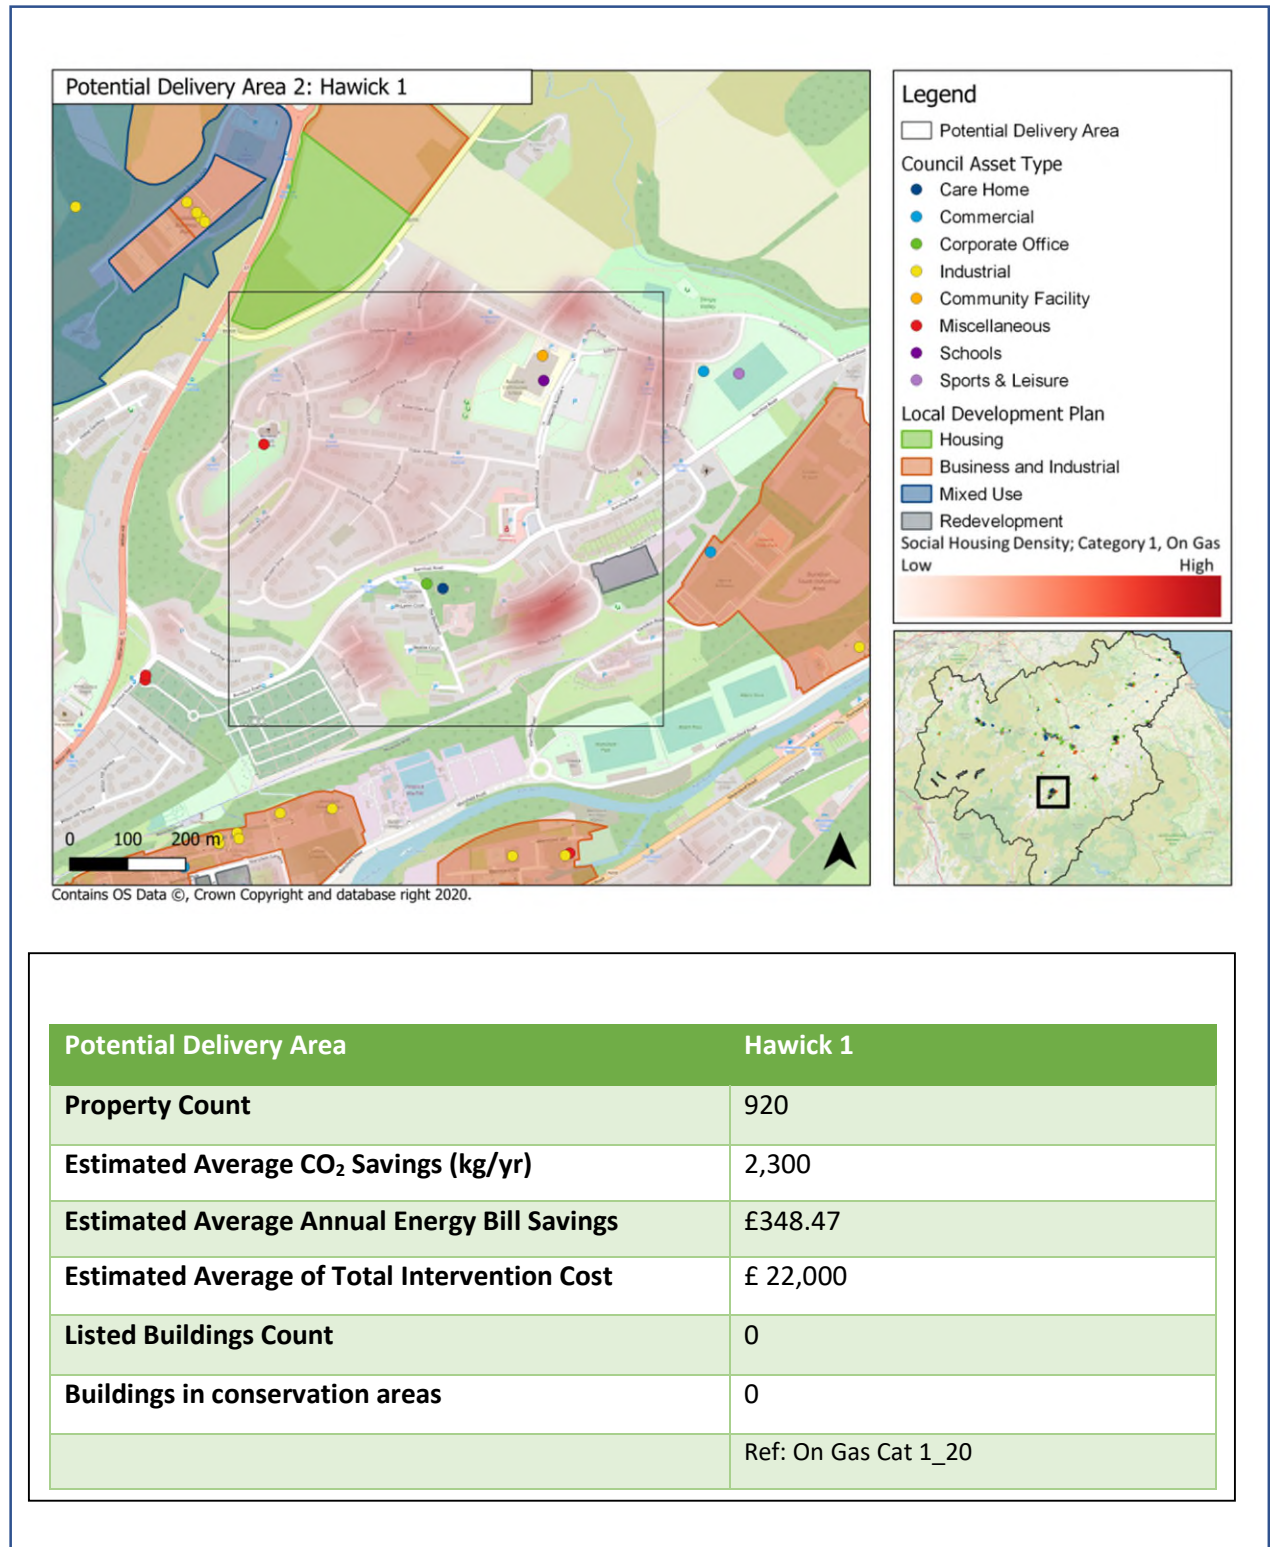 Potential Delivery Area 2: Hawick 1
Legend
Potential Delivery Area
Council Asset Type
Care Home
Commercial
Corporate Office
Industrial
Community Facility
Miscellaneous
Schools
Sports & Leisure
Local Development Plan
Housing
Business and Industrial
Mixed Use
Redevelopment
Social Housing Density; Category 1, On Gas
Low High
0 100 200 m
Contains OS Data ©, Crown Copyright and database right 2020.
Potential Delivery Area Hawick 1
Property Count 920
Estimated Average CO₂ Savings (kg/yr) 2,300
Estimated Average Annual Energy Bill Savings £348.47
Estimated Average of Total Intervention Cost £ 22,000
Listed Buildings Count 0
Buildings in conservation areas 0
Ref: On Gas Cat 1_20